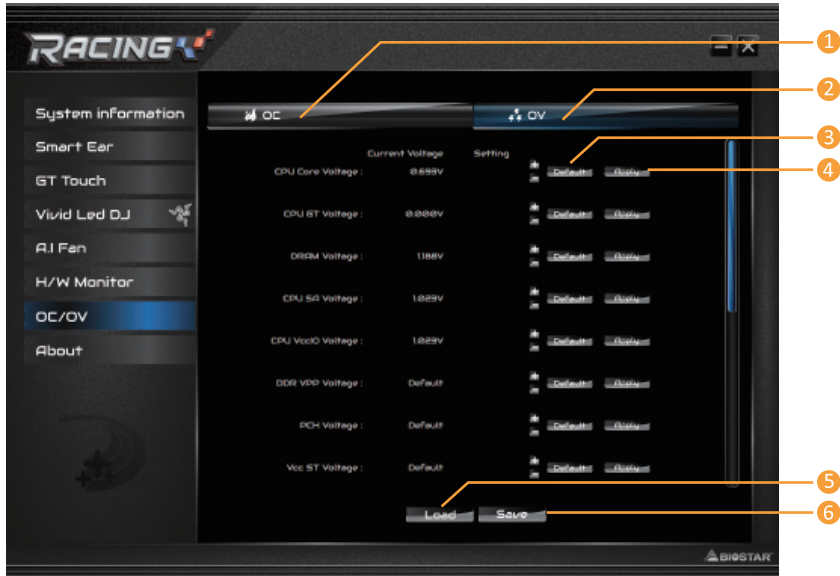 RACING
1
2
3
4
5
6
System information
Smart Ear
GT Touch
Vivid Led DJ
A.I Fan
H/W Monitor
OC/OV
About
OC
OV
Current Voltage Setting
CPU Core Voltage : 0.693V Default Apply
CPU GT Voltage : 0.000V Default Apply
DRAM Voltage : 1.188V Default Apply
CPU SA Voltage : 1.023V Default Apply
CPU VccIO Voltage : 1.023V Default Apply
DDR VPP Voltage : Default Default Apply
PCH Voltage : Default Default Apply
Vcc ST Voltage : Default Default Apply
Load Save
BIOSTAR